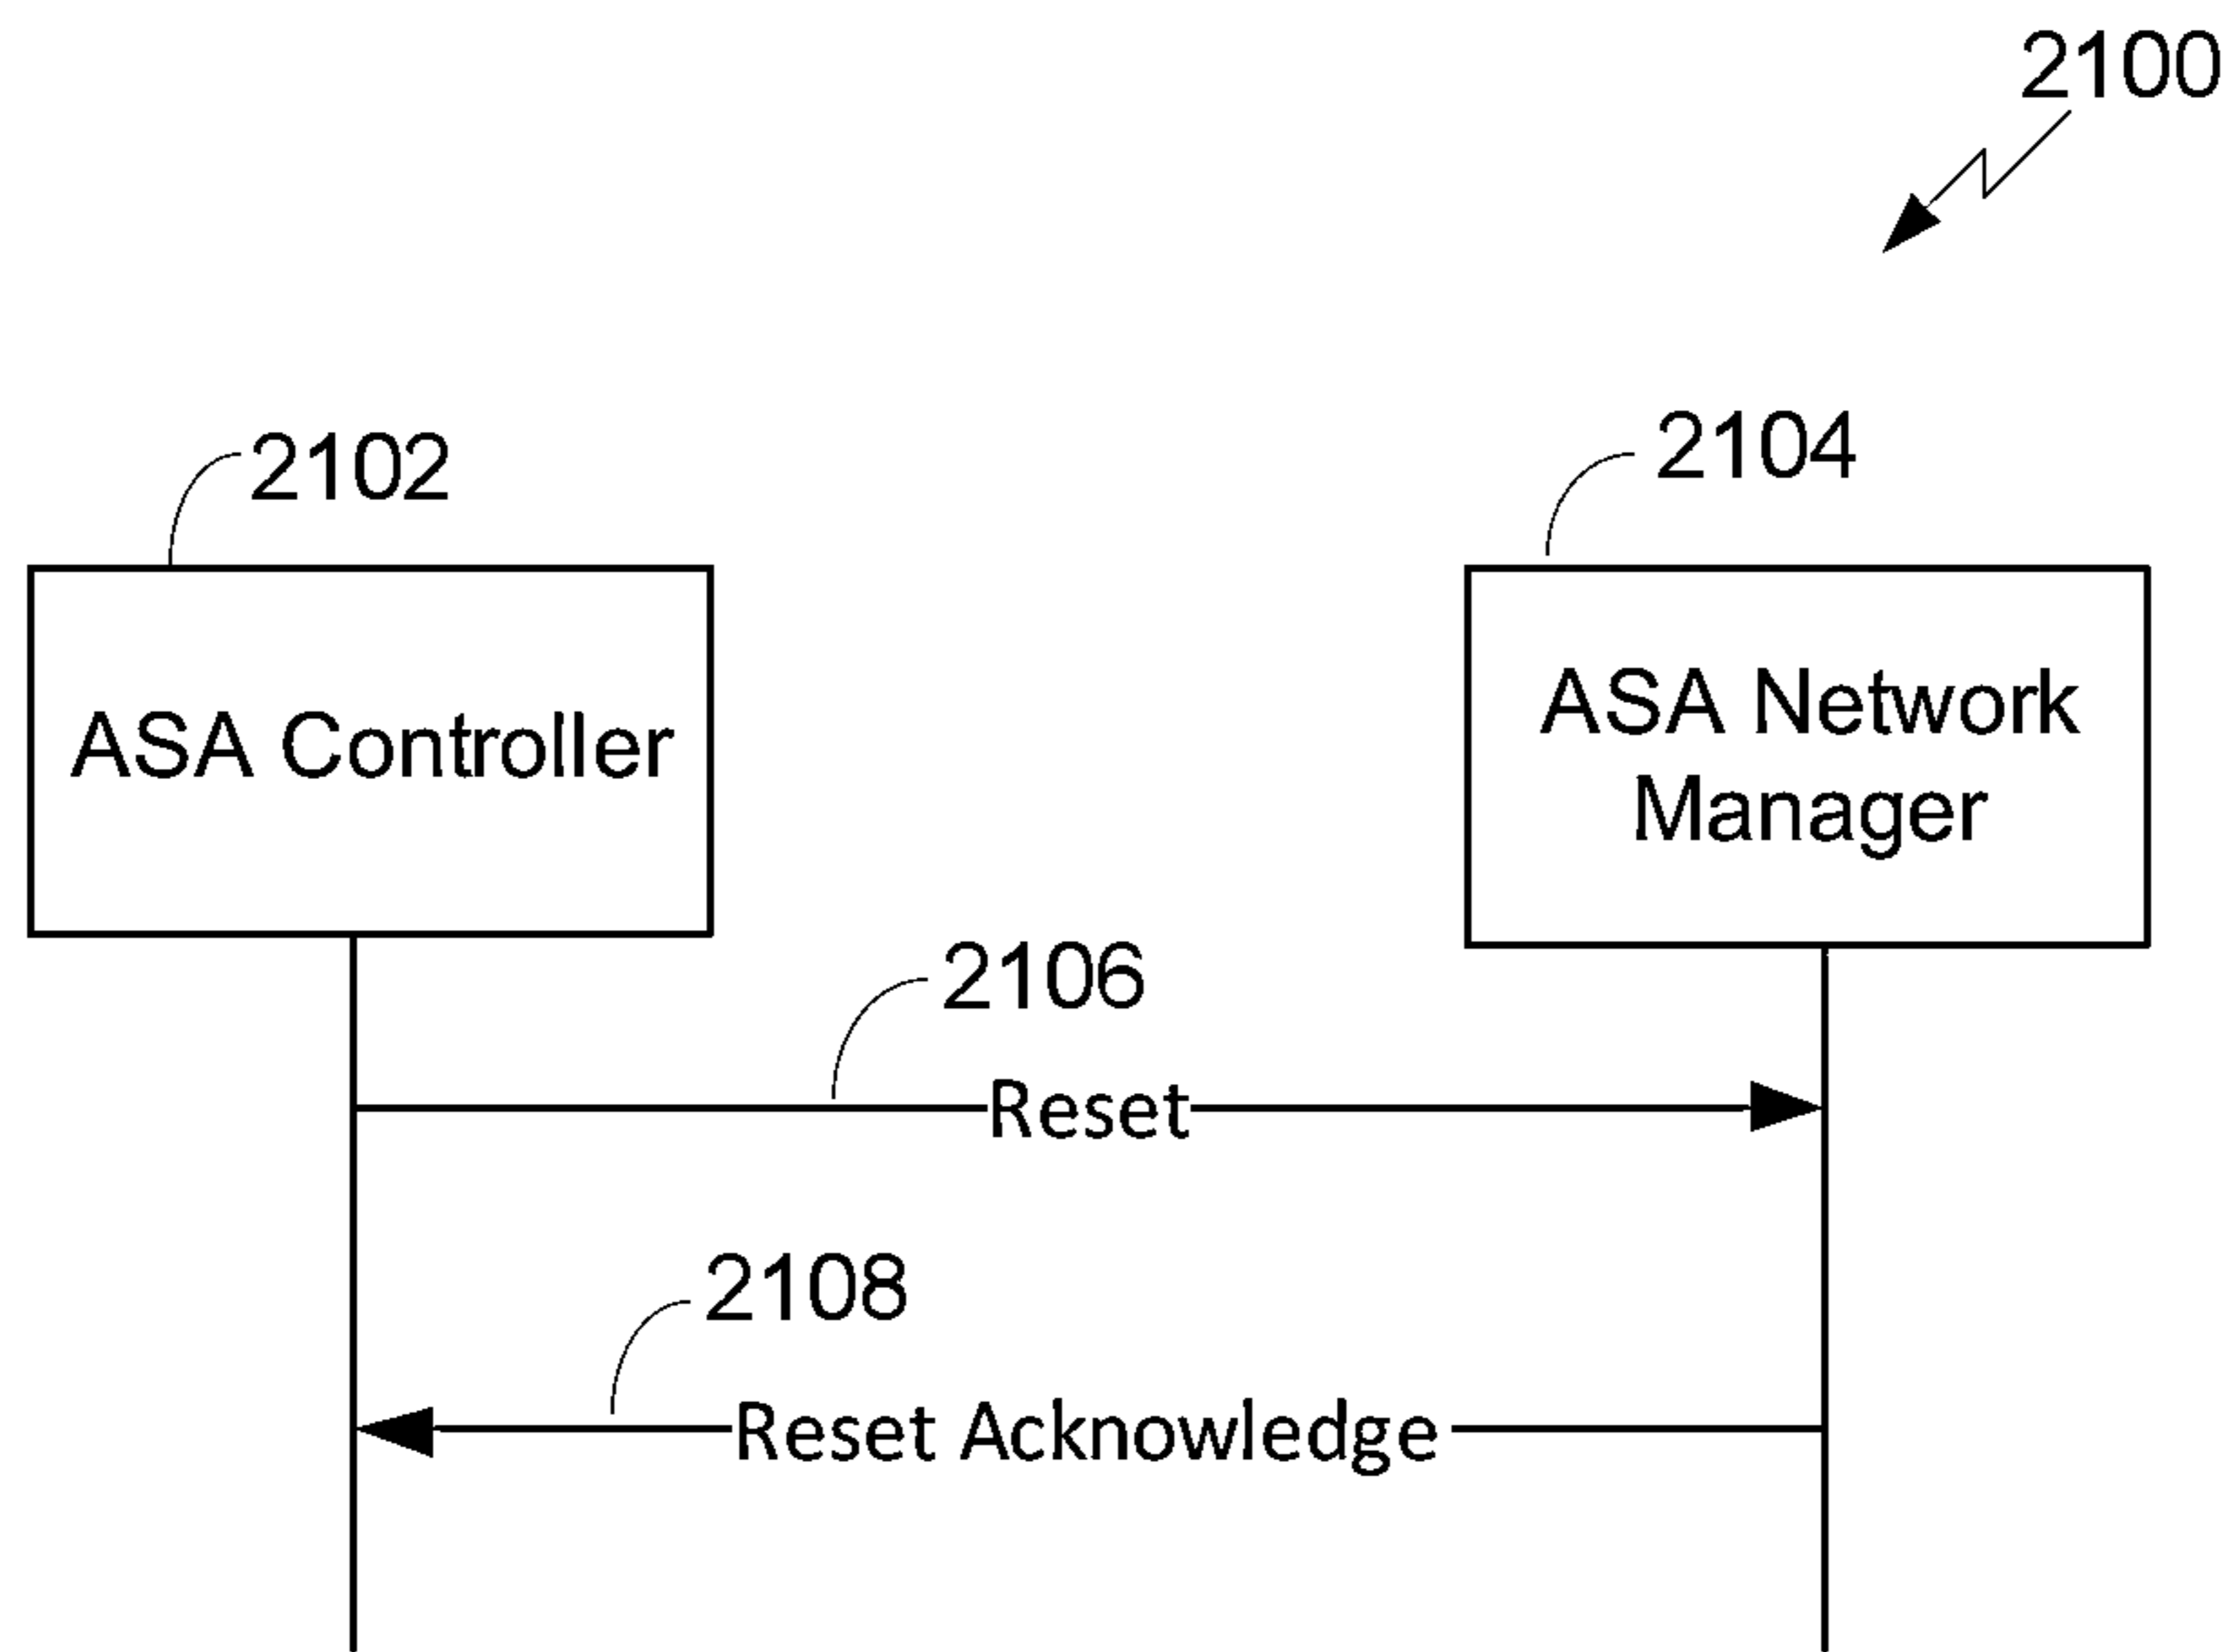 2100
2102
2104
ASA Controller
ASA Network
Manager
2106
Reset
2108
Reset Acknowledge